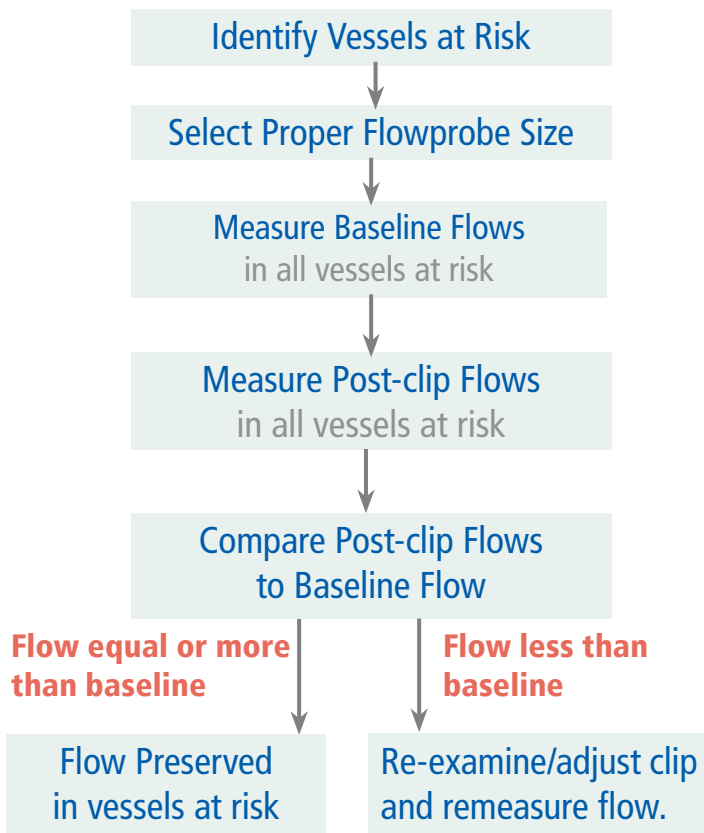 Identify Vessels at Risk
Select Proper Flowprobe Size
Measure Baseline Flows
in all vessels at risk
Measure Post-clip Flows
in all vessels at risk
Compare Post-clip Flows
to Baseline Flow
Flow equal or more
than baseline
Flow less than
baseline
Flow Preserved
in vessels at risk
Re-examine/adjust clip
and remeasure flow.